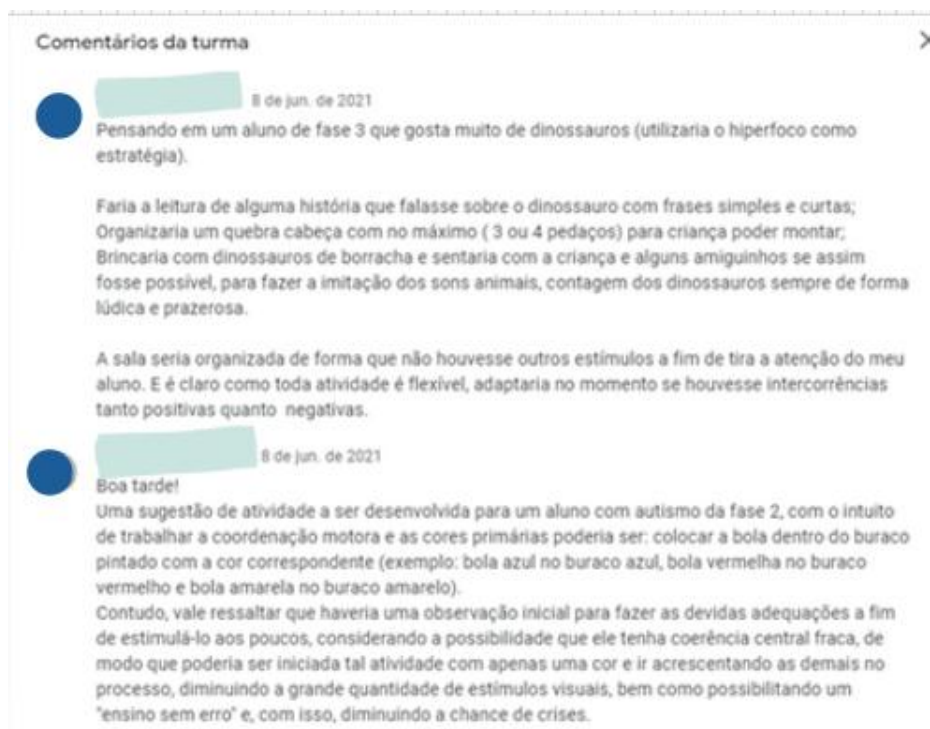 Comentários da turma
8 de jun. de 2021
Pensando em um aluno de fase 3 que gosta muito de dinossauros (utilizaria o hiperfoco como
estratégia).
Faria a leitura de alguma história que falasse sobre o dinossauro com frases simples e curtas;
Organizaria um quebra cabeça com no máximo ( 3 ou 4 pedaços) para criança poder montar;
Brincaria com dinossauros de borracha e sentaria com a criança e alguns amiguinhos se assim
fosse possível, para fazer a imitação dos sons animais, contagem dos dinossauros sempre de forma
lúdica e prazerosa.
A sala seria organizada de forma que não houvesse outros estímulos a fim de tira a atenção do meu
aluno. E é claro como toda atividade é flexível, adaptaria no momento se houvesse intercorrências
tanto positivas quanto negativas.
8 de jun. de 2021
Boa tarde!
Uma sugestão de atividade a ser desenvolvida para um aluno com autismo da fase 2, com o intuito
de trabalhar a coordenação motora e as cores primárias poderia ser: colocar a bola dentro do buraco
pintado com a cor correspondente (exemplo: bola azul no buraco azul, bola vermelha no buraco
vermelho e bola amarela no buraco amarelo).
Contudo, vale ressaltar que haveria uma observação inicial para fazer as devidas adequações a fim
de estimulá-lo aos poucos, considerando a possibilidade que ele tenha coerência central fraca, de
modo que poderia ser iniciada tal atividade com apenas uma cor e ir acrescentando as demais no
processo, diminuindo a grande quantidade de estímulos visuais, bem como possibilitando um
"ensino sem erro" e, com isso, diminuindo a chance de crises.